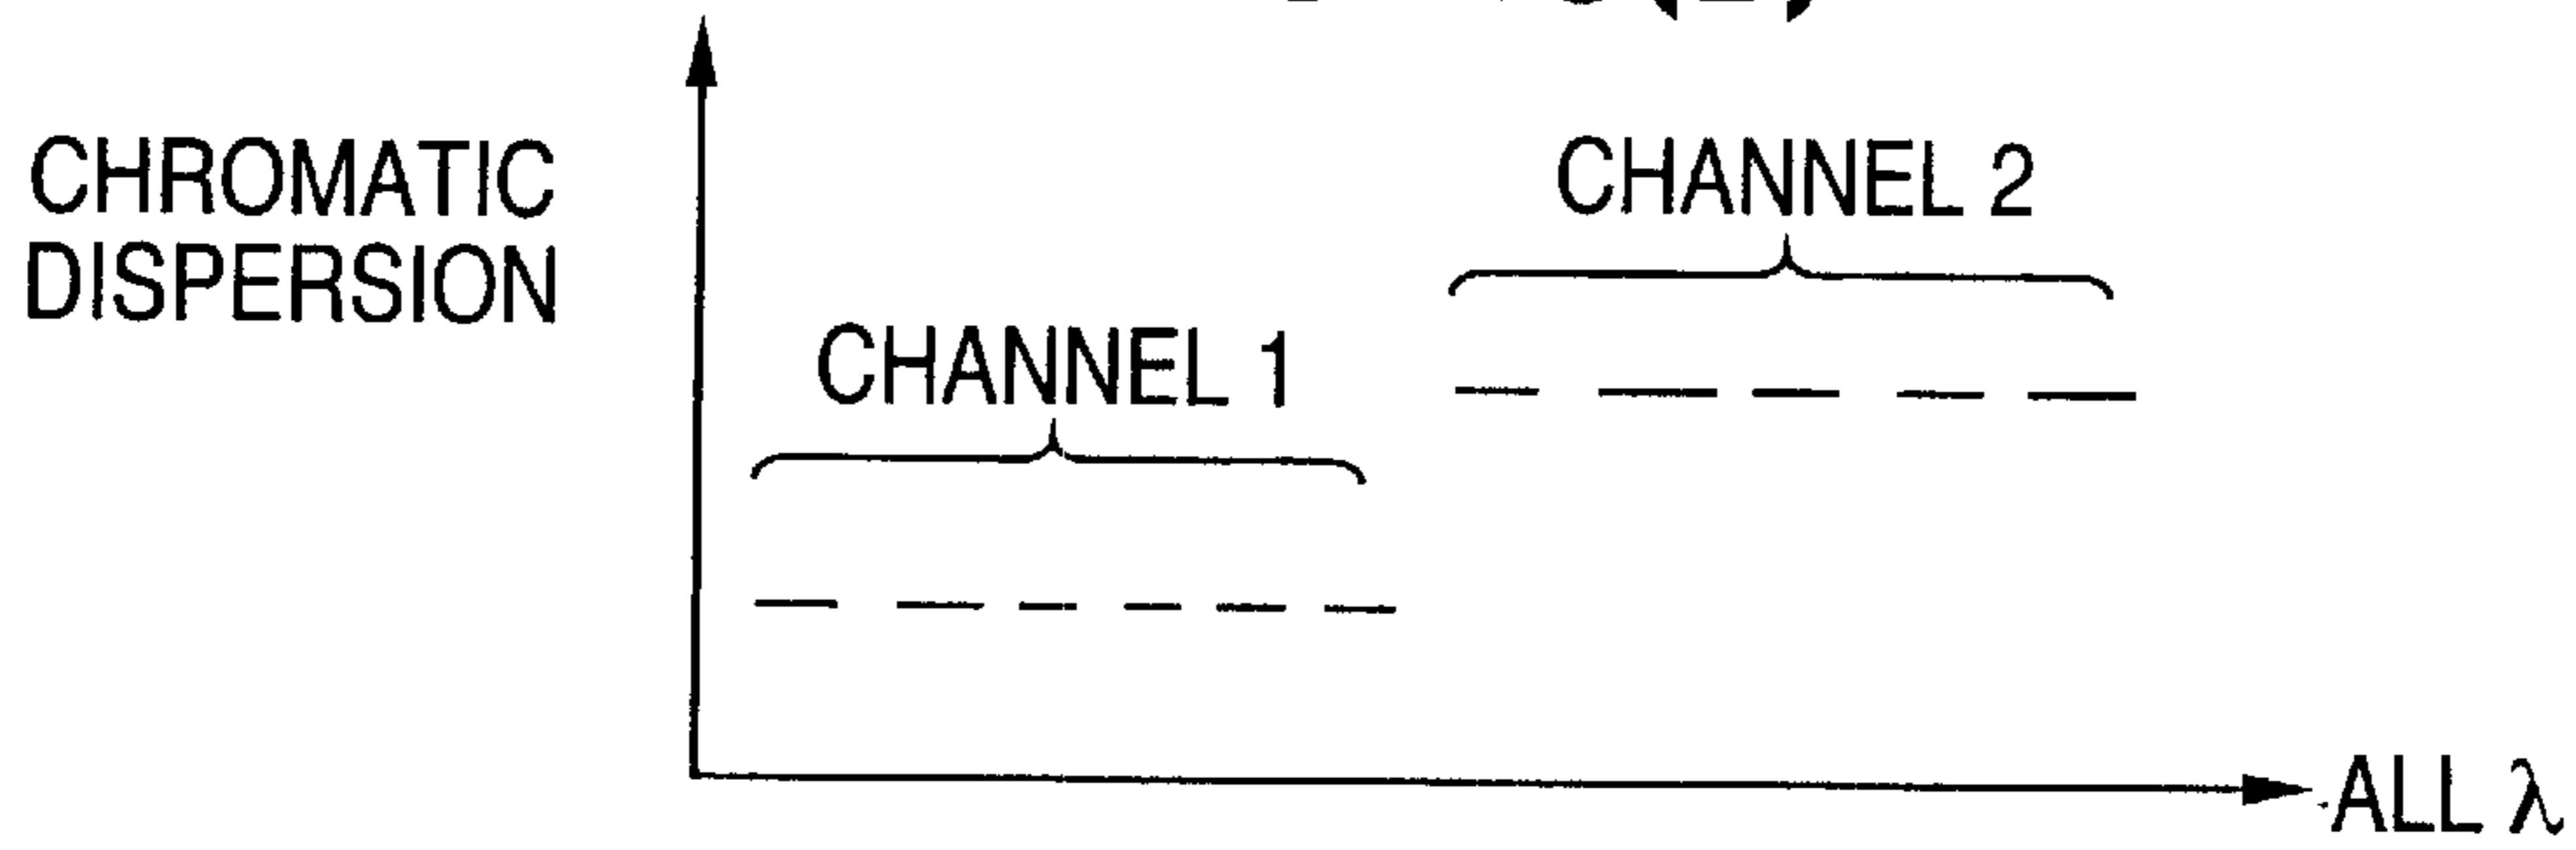 CHROMATIC
DISPERSION
CHANNEL 1
CHANNEL 2
ALL λ